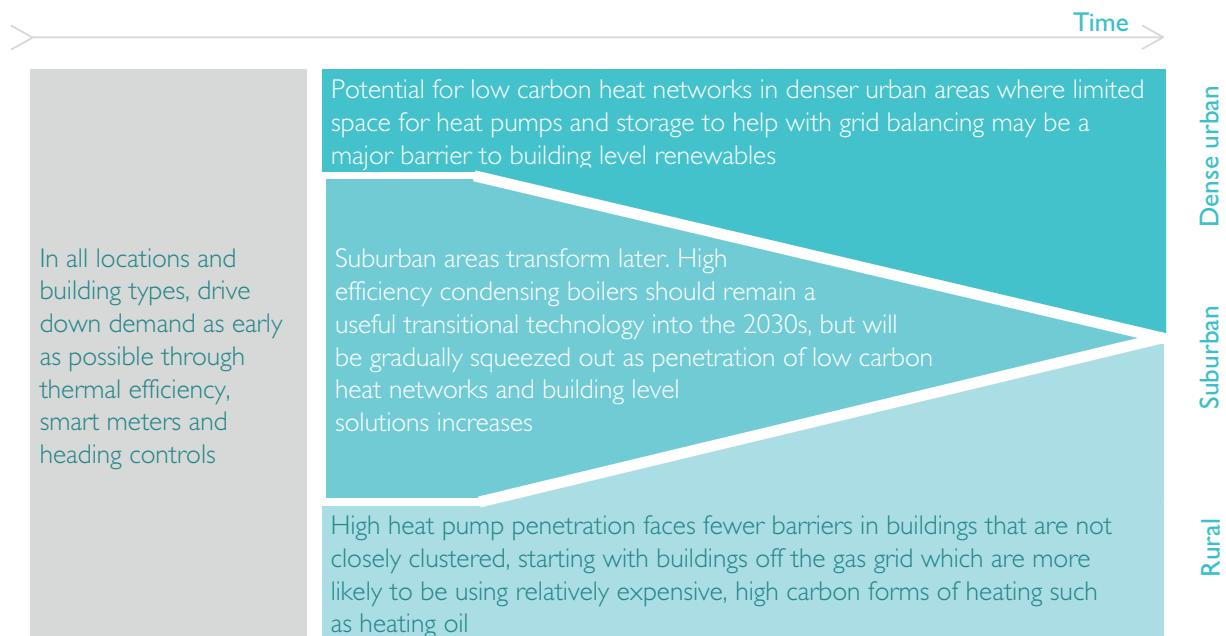 Time
In all locations and
building types, drive
down demand as early
as possible through
thermal efficiency,
smart meters and
heading controls
Potential for low carbon heat networks in denser urban areas where limited
space for heat pumps and storage to help with grid balancing may be a
major barrier to building level renewables
Suburban areas transform later. High
efficiency condensing boilers should remain a
useful transitional technology into the 2030s, but will
be gradually squeezed out as penetration of low carbon
heat networks and building level
solutions increases
High heat pump penetration faces fewer barriers in buildings that are not
closely clustered, starting with buildings off the gas grid which are more
likely to be using relatively expensive, high carbon forms of heating such
as heating oil
Dense urban
Suburban
Rural